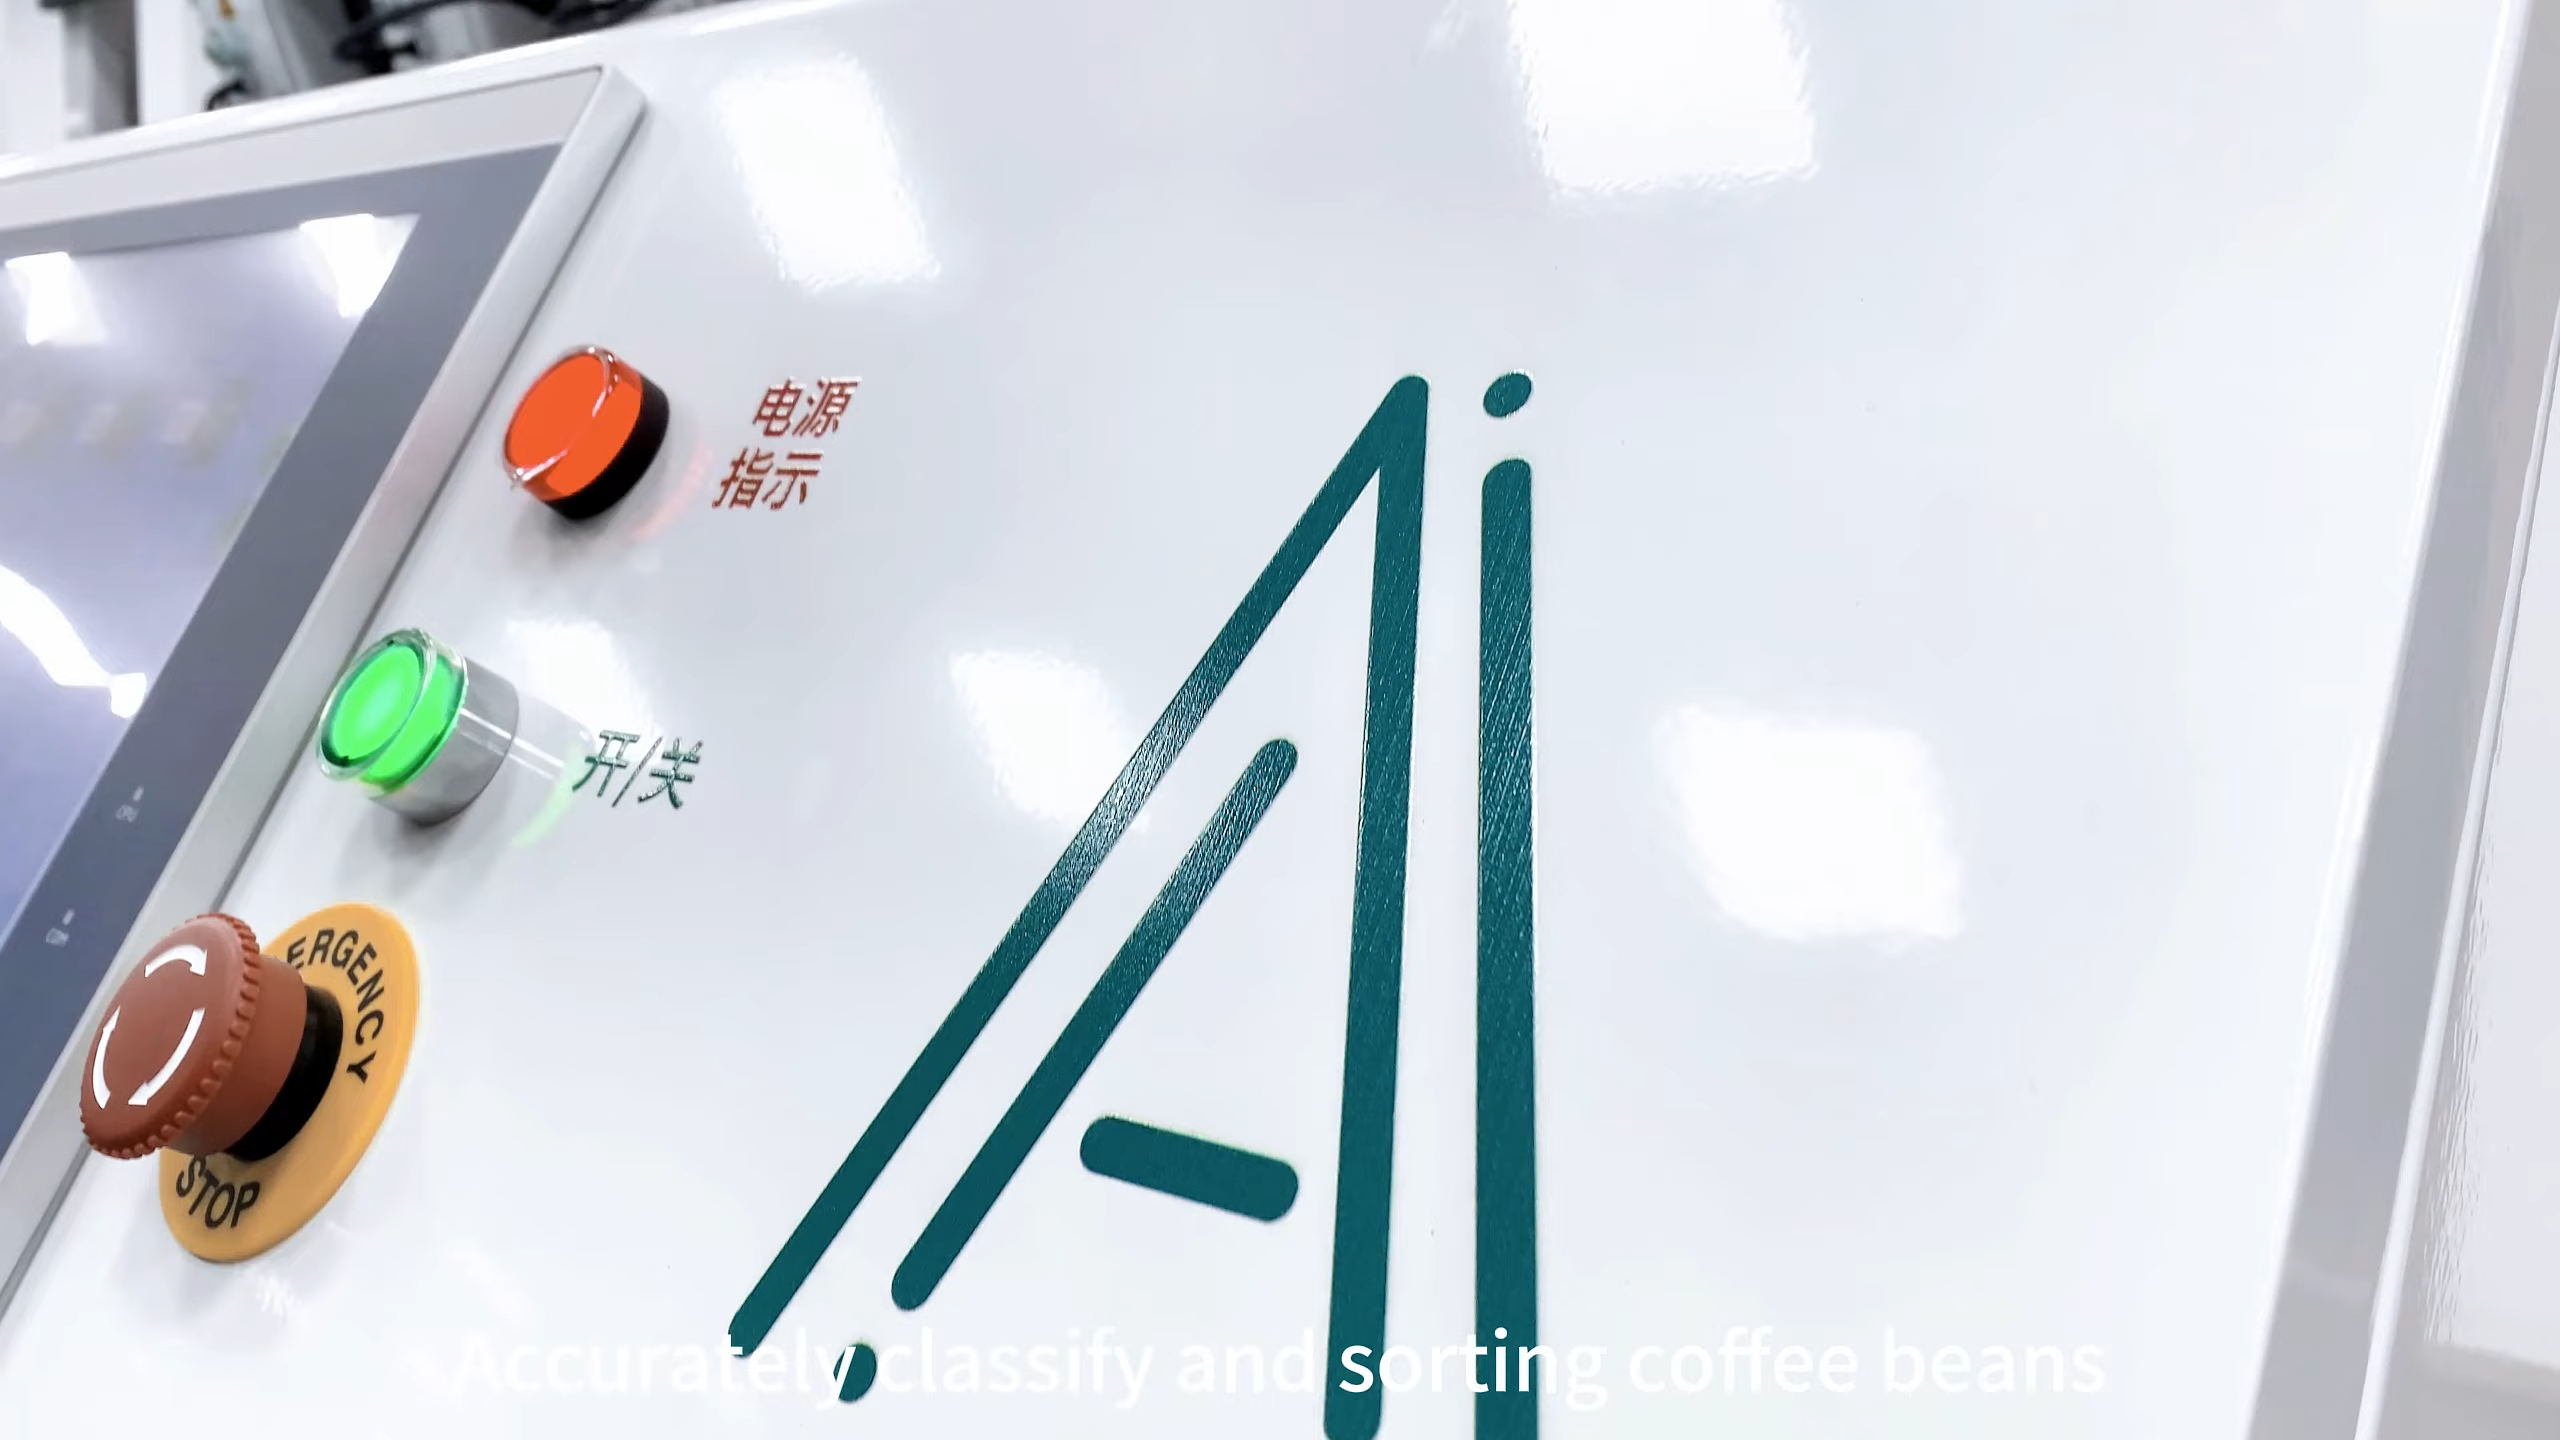 电源
指示
开/关
ERGENCY
STOP
Ai
Accurately classify and sorting coffee beans